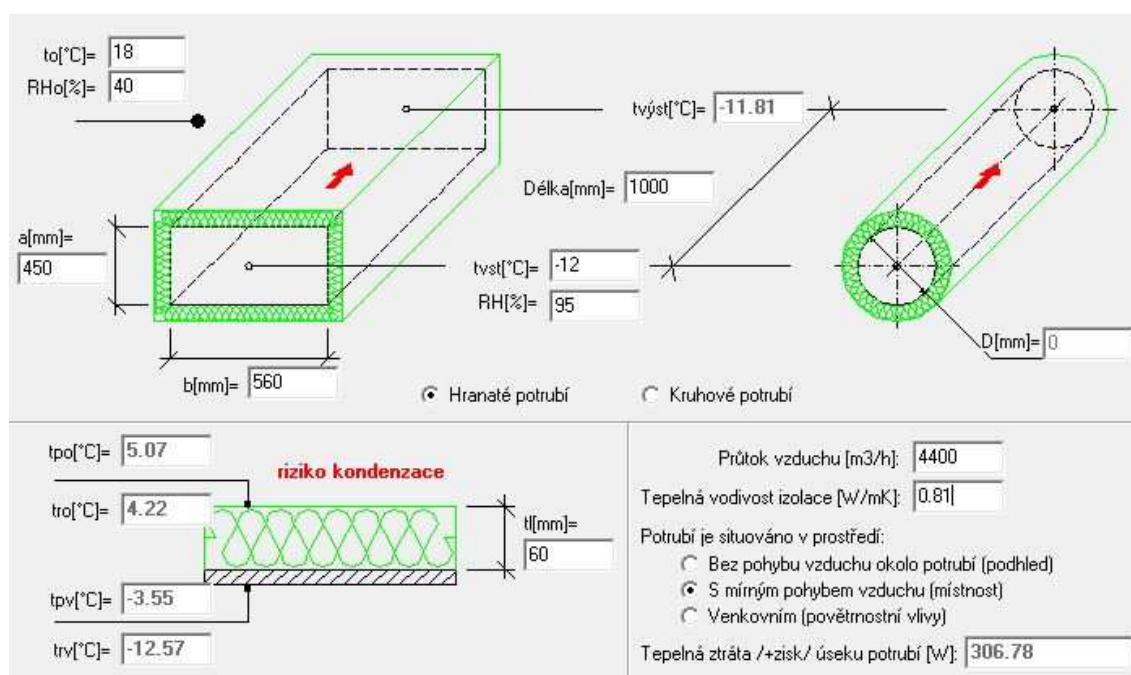 to[°C]= 18
RHo[%]= 40
tvýst[°C]= -11.81
Délka[mm]= 1000
a[mm]=
450
tvst[°C]= -12
RH[%]= 95
D[mm]= 0
b[mm]= 560
Hranaté potrubí
Kruhové potrubí
tpo[°C]= 5.07
riziko kondenzace
tro[°C]= 4.22
tl[mm]=
60
tpv[°C]= -3.55
trv[°C]= -12.57
Průtok vzduchu [m3/h]: 4400
Tepelná vodivost izolace [W/mK]: 0.81
Potrubí je situováno v prostředí:
Bez pohybu vzduchu okolo potrubí (podhled)
S mírným pohybem vzduchu (místnost)
Venkovním (povětrnostní vlivy)
Tepelná ztráta /+zisk/ úseku potrubí [W]: 306.78